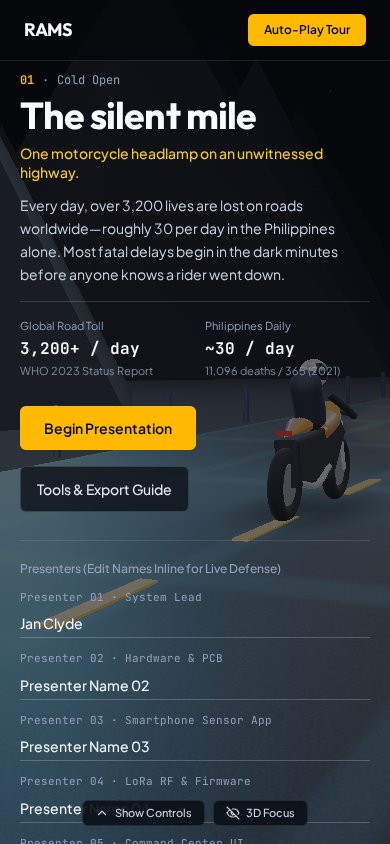 RAMS
Auto-Play Tour
01 · Cold Open
The silent mile
One motorcycle headlamp on an unwitnessed
highway.
Every day, over 3,200 lives are lost on roads
worldwide—roughly 30 per day in the Philippines
alone. Most fatal delays begin in the dark minutes
before anyone knows a rider went down.
Global Road Toll
Philippines Daily
3,200+ / day
~30 / day
WHO 2023 Status Report
11,096 deaths / 365 (2021)
Begin Presentation
Tools & Export Guide
Presenters (Edit Names Inline for Live Defense)
Presenter 01 · System Lead
Jan Clyde
Presenter 02 · Hardware & PCB
Presenter Name 02
Presenter 03 · Smartphone Sensor App
Presenter Name 03
Presenter 04 · LoRa RF & Firmware
Show Controls
3D Focus
Presenter 05 · Command Center UI